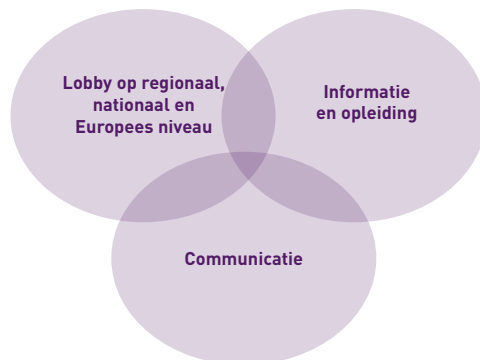 Lobby op regionaal,
nationaal en
Europees niveau
Informatie
en opleiding
Communicatie